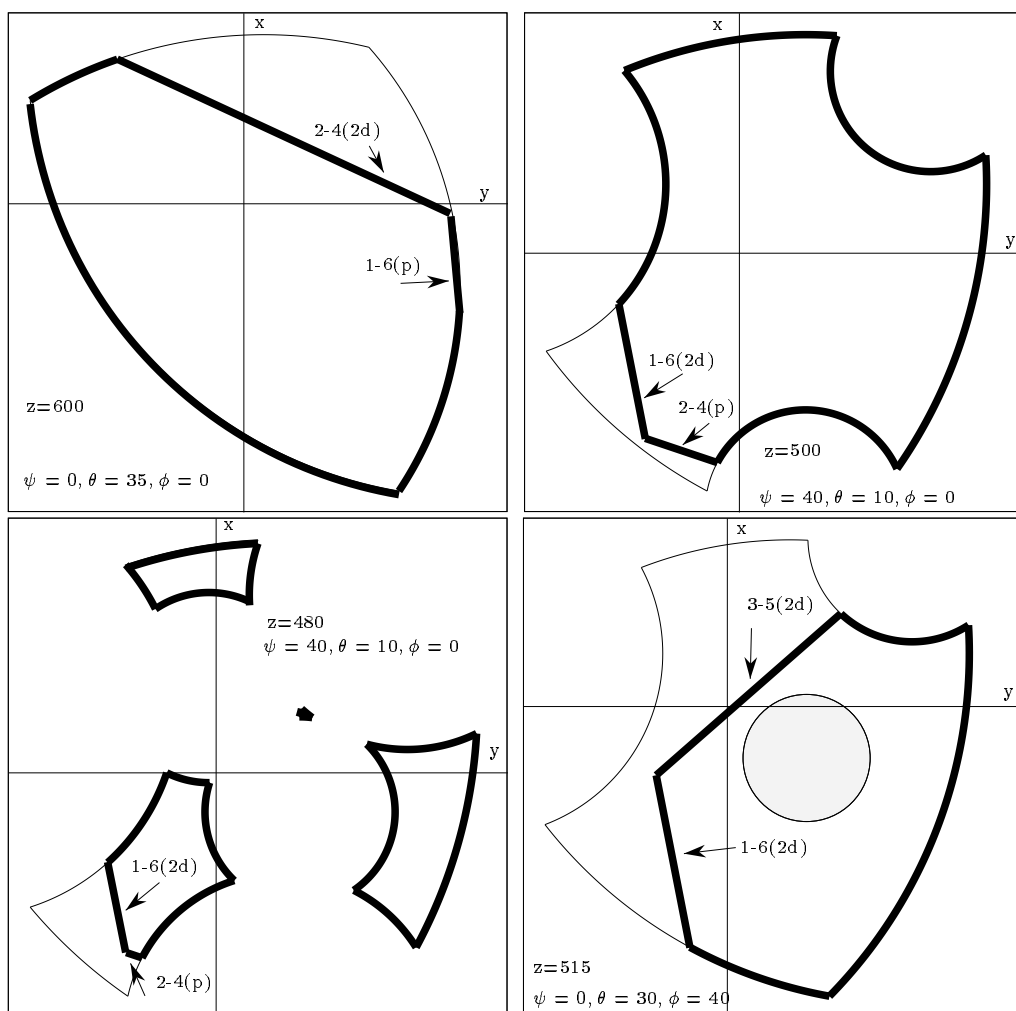 x
2-4(2d)
y
1-6(p)
z=600
ψ = 0, θ = 35, ϕ = 0
x
y
1-6(2d)
2-4(p)
z=500
ψ = 40, θ = 10, ϕ = 0
x
z=480
ψ = 40, θ = 10, ϕ = 0
y
1-6(2d)
2-4(p)
x
3-5(2d)
y
1-6(2d)
z=515
ψ = 0, θ = 30, ϕ = 40